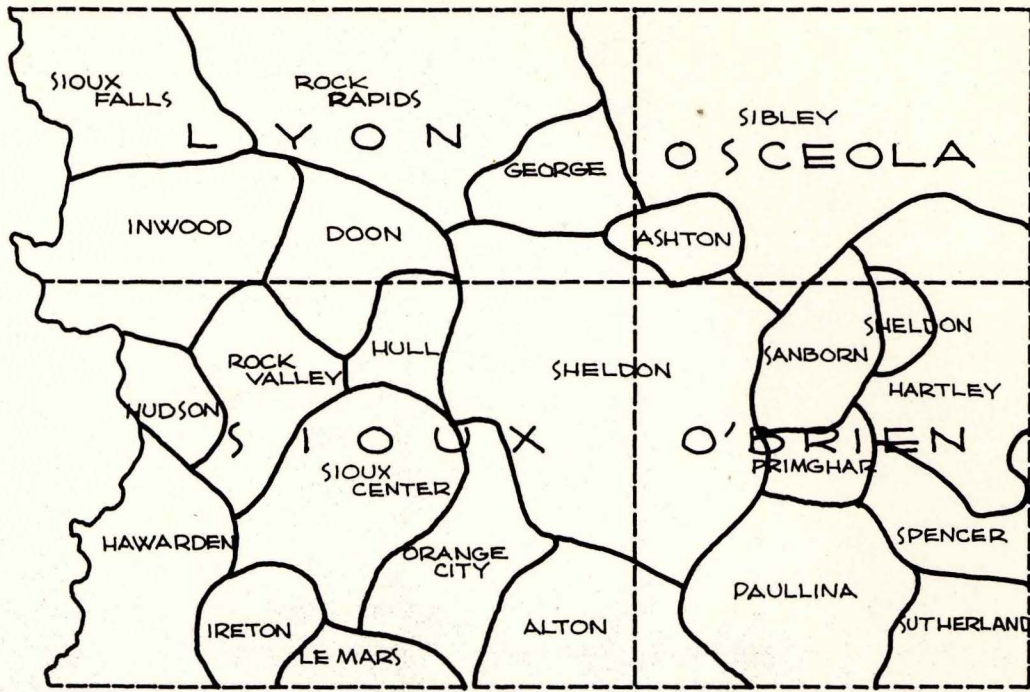 SIOUX
FALLS
ROCK
RAPIDS
SIBLEY
LYON
OSCEOLA
GEORGE
INWOOD
DOON
ASHTON
ROCK
VALLEY
HULL
SHELDON
SANBORN
SHELDON
HARTLEY
HUDSON
SIOUX
O'BRIEN
SIOUX
CENTER
PRIMGHAR
HAWARDEN
ORANGE
CITY
SPENCER
PAULLINA
IRETON
LE MARS
ALTON
SUTHERLAND